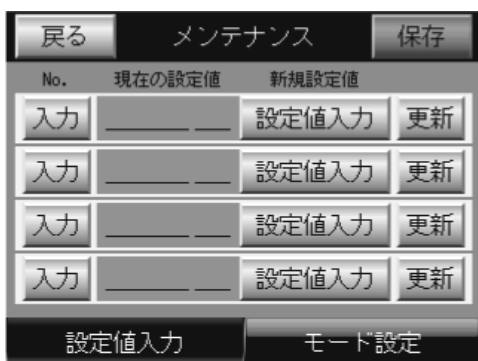 戻る メンテナンス 保存
No. 現在の設定値 新規設定値
入力 設定値入力 更新
入力 設定値入力 更新
入力 設定値入力 更新
入力 設定値入力 更新
設定値入力 モード設定